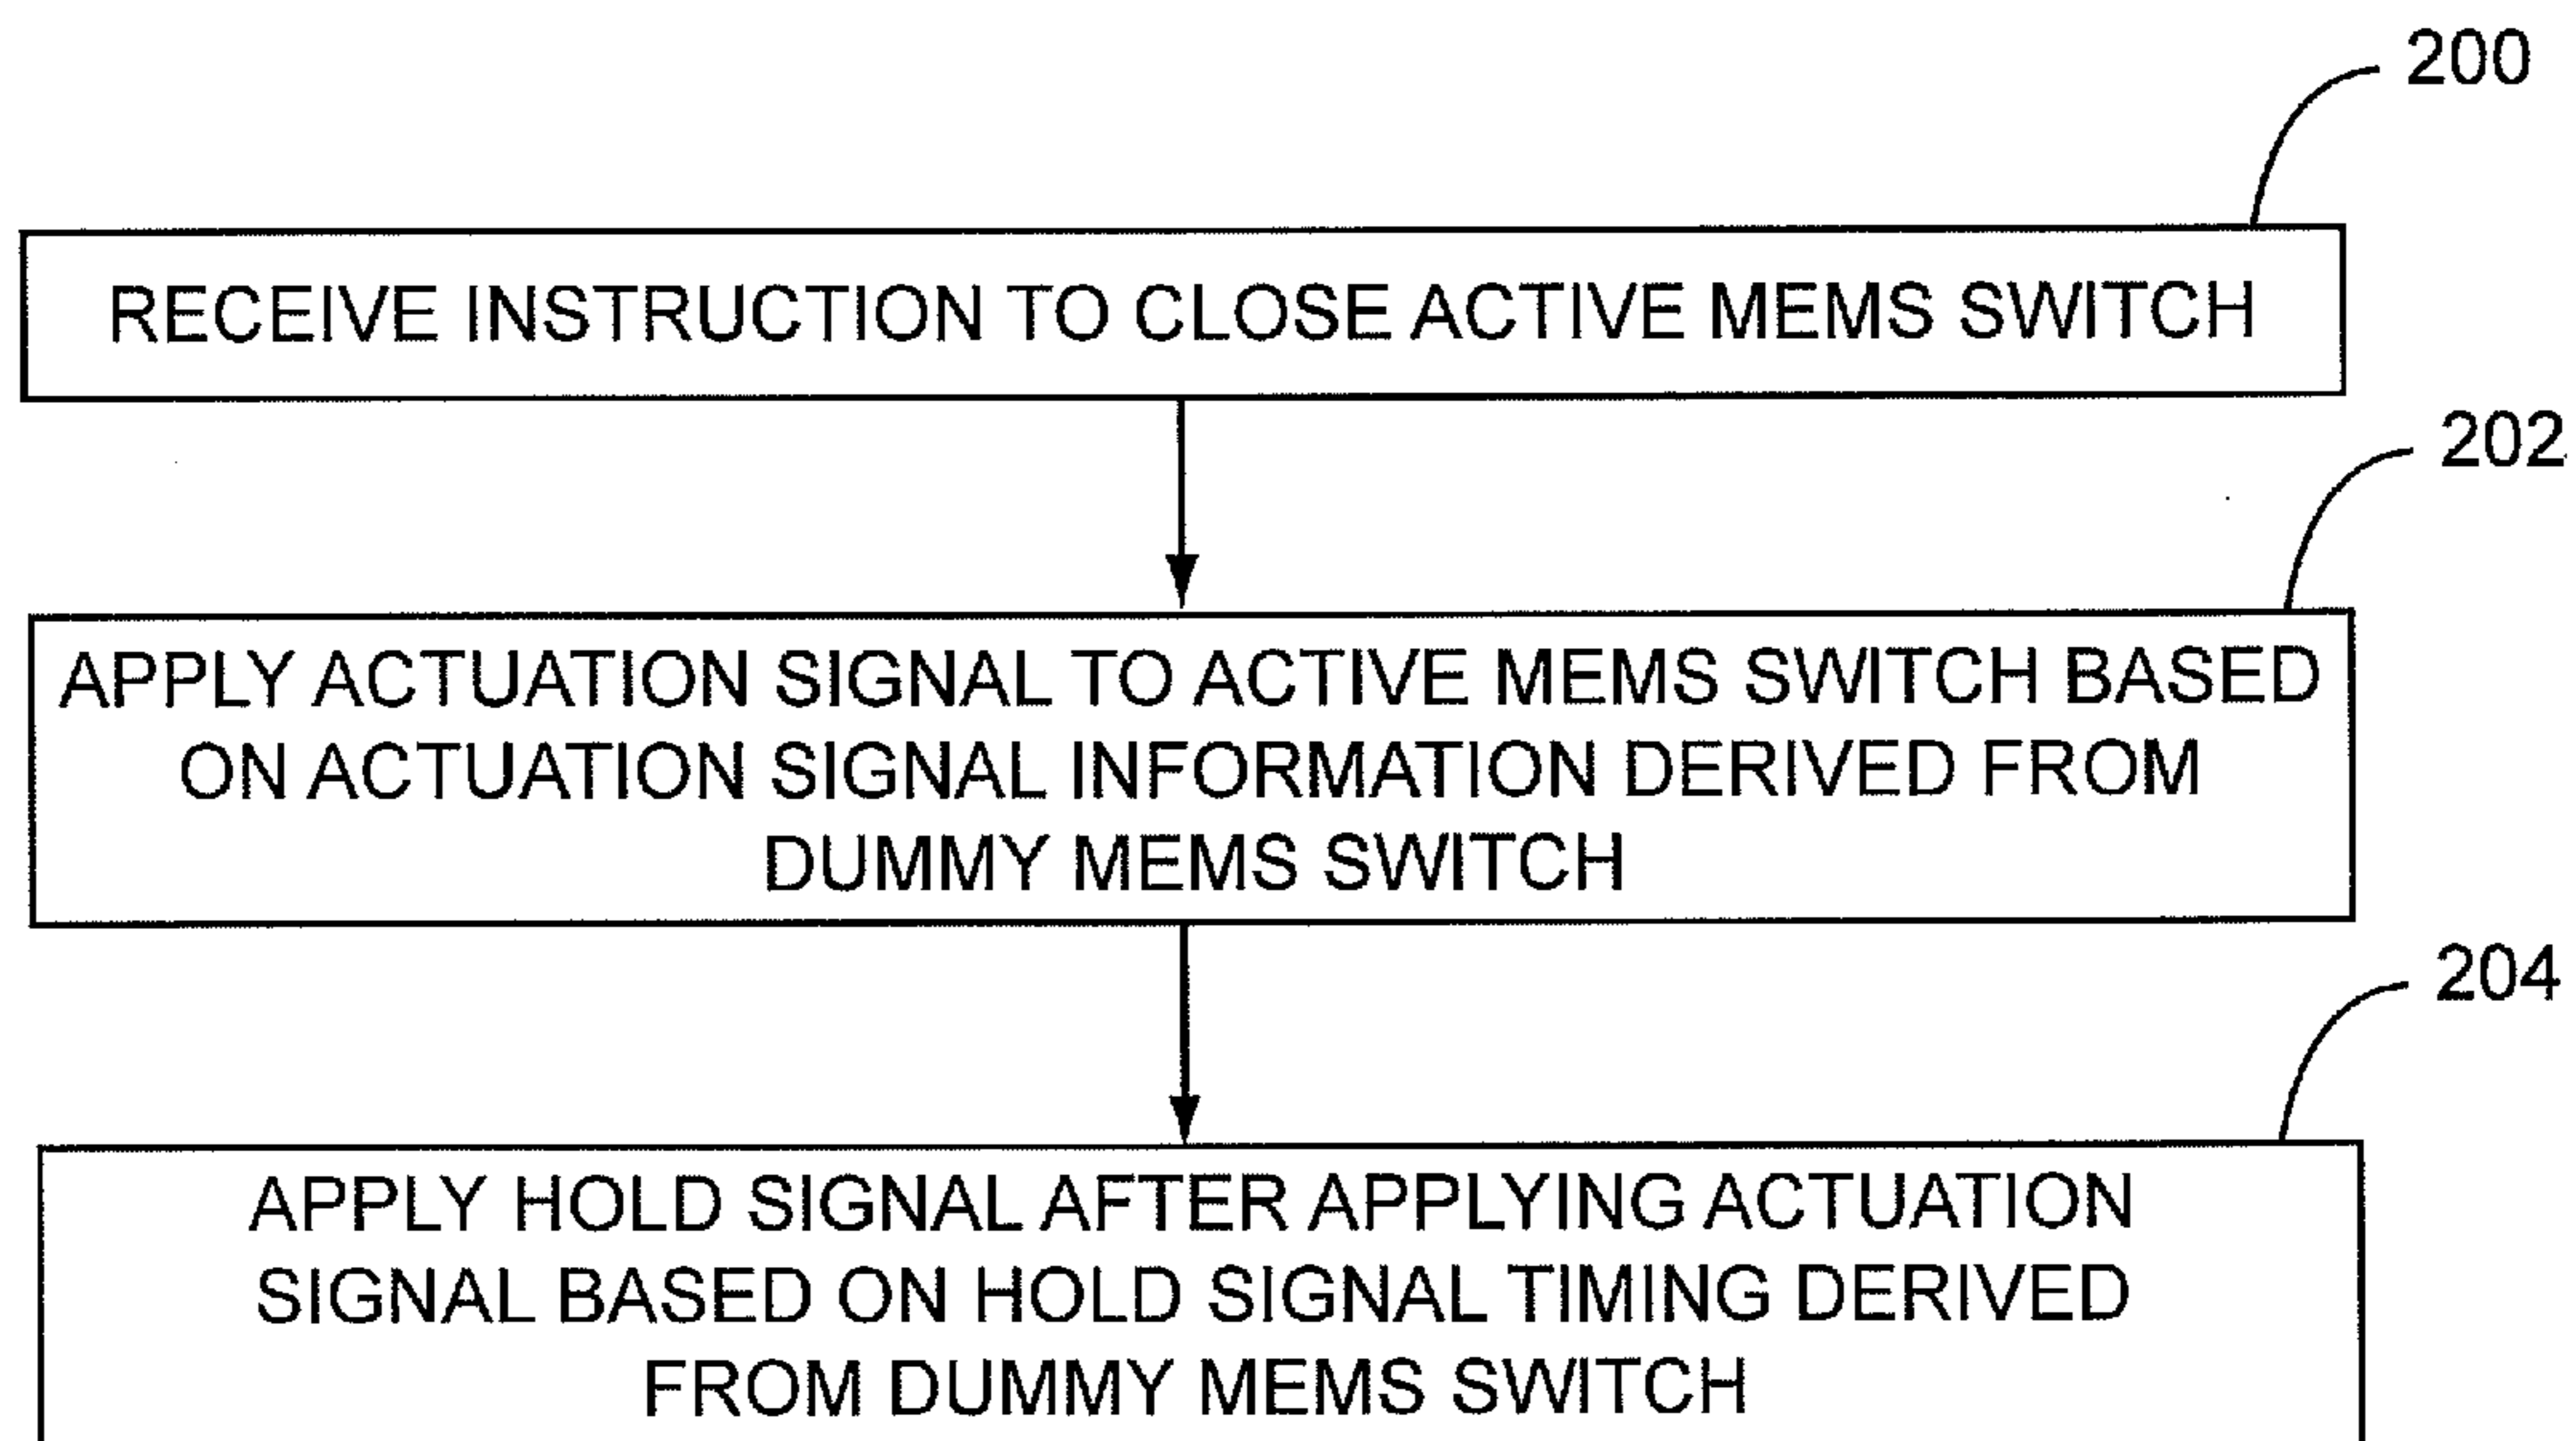 200
RECEIVE INSTRUCTION TO CLOSE ACTIVE MEMS SWITCH
202
APPLY ACTUATION SIGNAL TO ACTIVE MEMS SWITCH BASED
ON ACTUATION SIGNAL INFORMATION DERIVED FROM
DUMMY MEMS SWITCH
204
APPLY HOLD SIGNAL AFTER APPLYING ACTUATION
SIGNAL BASED ON HOLD SIGNAL TIMING DERIVED
FROM DUMMY MEMS SWITCH